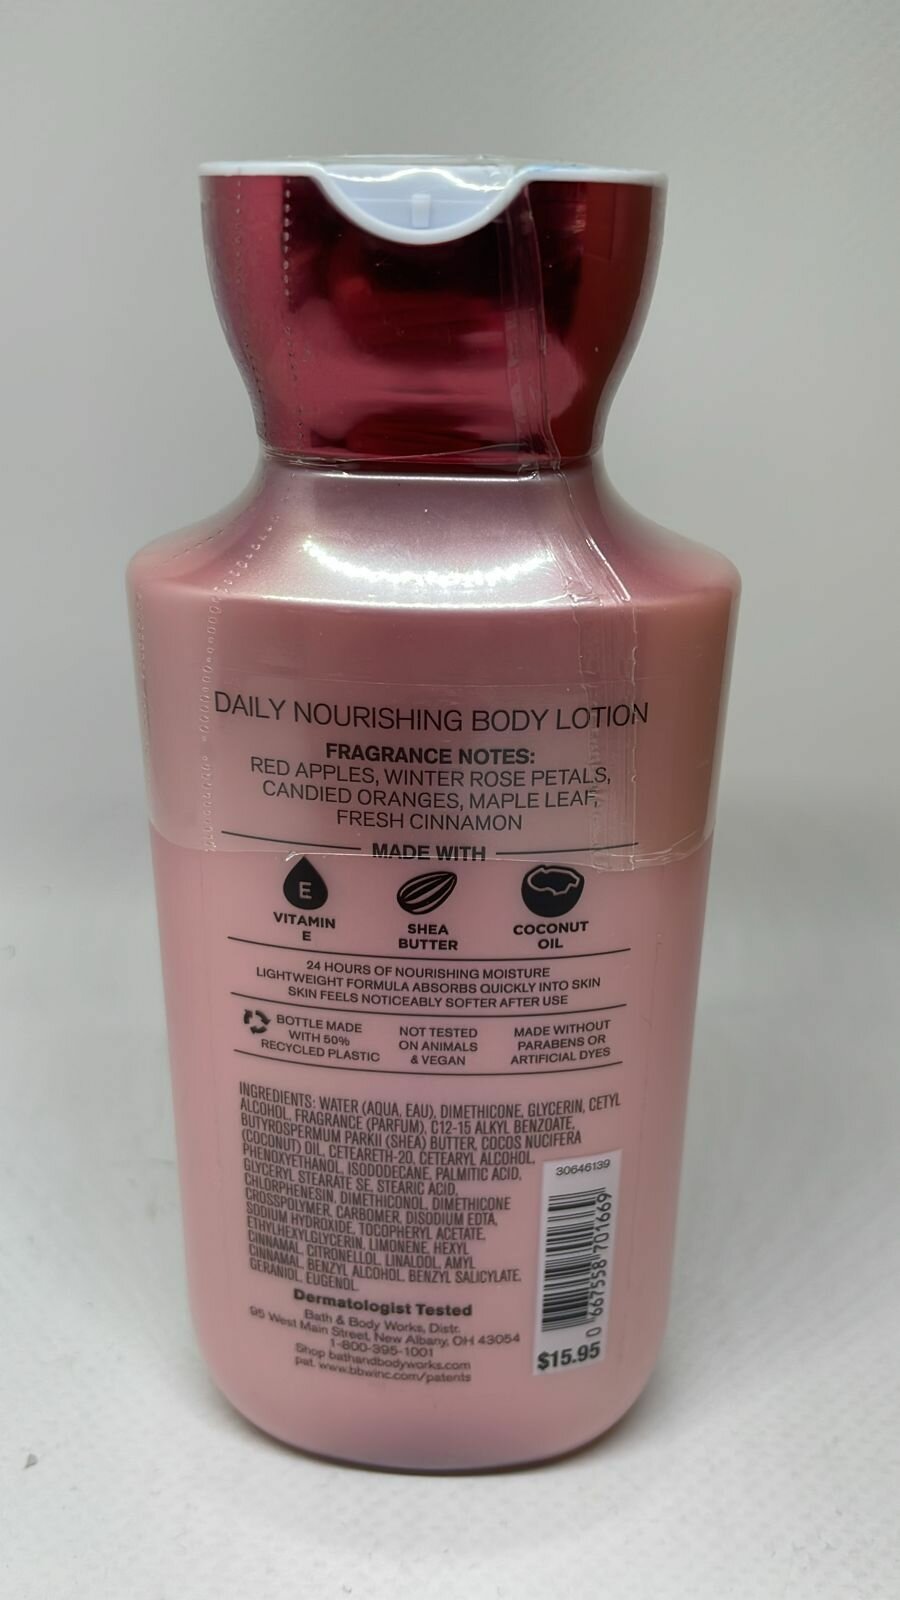 DAILY NOURISHING BODY LOTION
FRAGRANCE NOTES:
RED APPLES, WINTER ROSE PETALS,
CANDIED ORANGES, MAPLE LEAF,
FRESH CINNAMON
MADE WITH
E
VITAMIN
E
SHEA
BUTTER
COCONUT
OIL
24 HOURS OF NOURISHING MOISTURE
LIGHTWEIGHT FORMULA ABSORBS QUICKLY INTO SKIN
SKIN FEELS NOTICEABLY SOFTER AFTER USE
BOTTLE MADE
WITH 50%
RECYCLED PLASTIC
NOT TESTED
ON ANIMALS
& VEGAN
MADE WITHOUT
PARABENS OR
ARTIFICIAL DYES
INGREDIENTS: WATER (AQUA, EAU), DIMETHICONE, GLYCERIN, CETYL
ALCOHOL, FRAGRANCE (PARFUM), C12-15 ALKYL BENZOATE,
BUTYROSPERMUM PARKII (SHEA) BUTTER, COCOS NUCIFERA
(COCONUT) OIL, CETEARETH-20, CETEARYL ALCOHOL,
PHENOXYETHANOL, ISODODECANE, PALMITIC ACID,
GLYCERYL STEARATE SE, STEARIC ACID,
CHLORPHENESIN, DIMETHICONOL, DIMETHICONE
CROSSPOLYMER, CARBOMER, DISODIUM EDTA,
SODIUM HYDROXIDE, TOCOPHERYL ACETATE,
ETHYLHEXYLGLYCERIN, LIMONENE, HEXYL
CINNAMAL, CITRONELLOL, LINALOOL, AMYL
CINNAMAL, BENZYL ALCOHOL, BENZYL SALICYLATE,
GERANIOL, EUGENOL.
Dermatologist Tested
Bath & Body Works, Distr.
95 West Main Street, New Albany, OH 43054
1-800-395-1001
Shop bathandbodyworks.com
pat. www.bbwinc.com/patents
30646139
0 667558 701669
$15.95